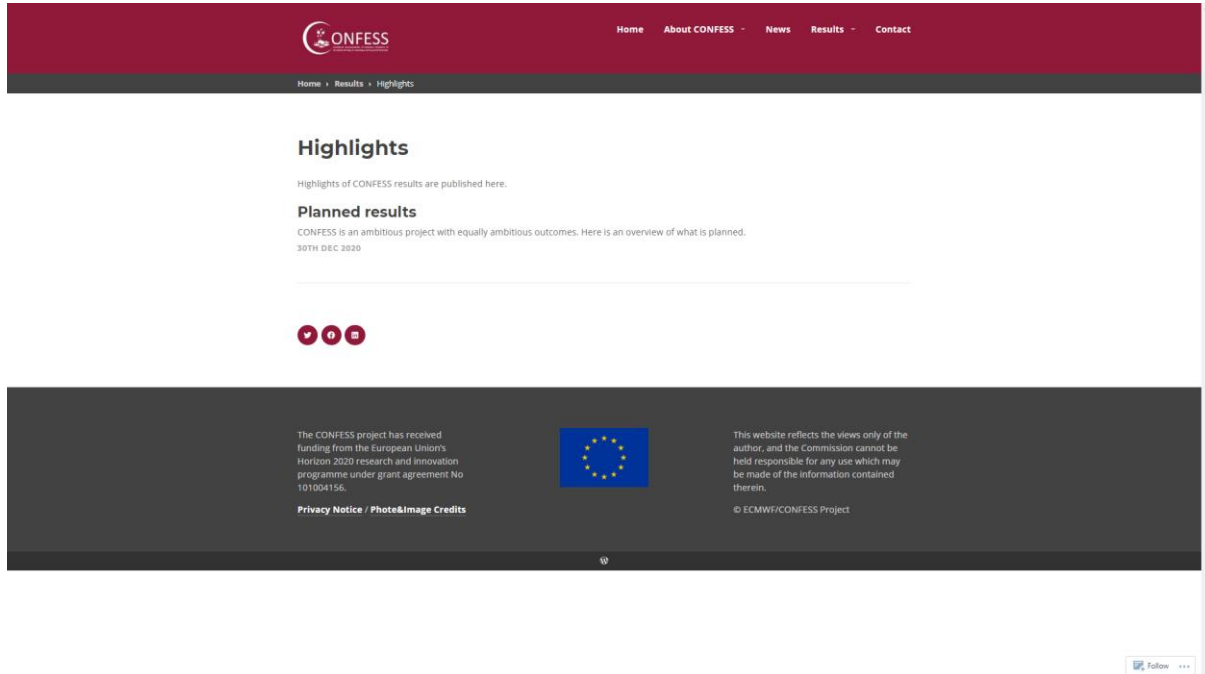 CONFESS
Home About CONFESS News Results Contact
Home › Results › Highlights
Highlights
Highlights of CONFESS results are published here.
Planned results
CONFESS is an ambitious project with equally ambitious outcomes. Here is an overview of what is planned.
30TH DEC 2020
The CONFESS project has received
funding from the European Union's
Horizon 2020 research and innovation
programme under grant agreement No
101004156.
Privacy Notice / Phote&Image Credits
This website reflects the views only of the
author, and the Commission cannot be
held responsible for any use which may
be made of the information contained
therein.
© ECMWF/CONFESS Project
Follow ...